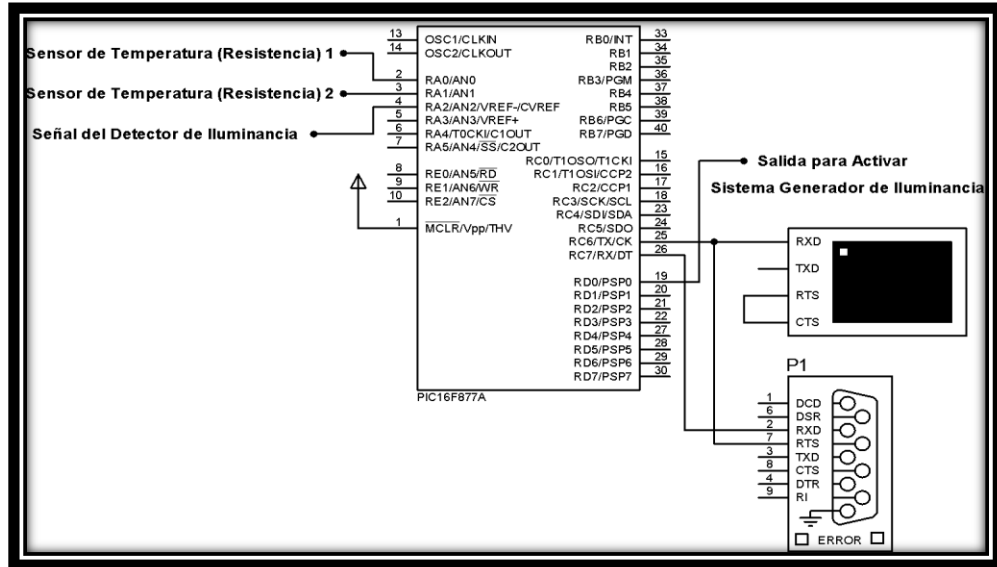 Sensor de Temperatura (Resistencia) 1
Sensor de Temperatura (Resistencia) 2
Señal del Detector de Iluminancia
13 OSC1/CLKIN
14 OSC2/CLKOUT
2 RA0/AN0
3 RA1/AN1
4 RA2/AN2/VREF-/CVREF
5 RA3/AN3/VREF+
6 RA4/T0CKI/C1OUT
7 RA5/AN4/SS/C2OUT
8 RE0/AN5/RD
9 RE1/AN6/WR
10 RE2/AN7/CS
1 MCLR/Vpp/THV
RB0/INT 33
RB1 34
RB2 35
RB3/PGM 36
RB4 37
RB5 38
RB6/PGC 39
RB7/PGD 40
RC0/T1OSO/T1CKI 15
RC1/T1OSI/CCP2 16
RC2/CCP1 17
RC3/SCK/SCL 18
RC4/SDI/SDA 23
RC5/SDO 24
RC6/TX/CK 25
RC7/RX/DT 26
RD0/PSP0 19
RD1/PSP1 20
RD2/PSP2 21
RD3/PSP3 22
RD4/PSP4 27
RD5/PSP5 28
RD6/PSP6 29
RD7/PSP7 30
PIC16F877A
Salida para Activar
Sistema Generador de Iluminancia
RXD
TXD
RTS
CTS
P1
1 DCD
6 DSR
2 RXD
7 RTS
3 TXD
8 CTS
4 DTR
9 RI
ERROR